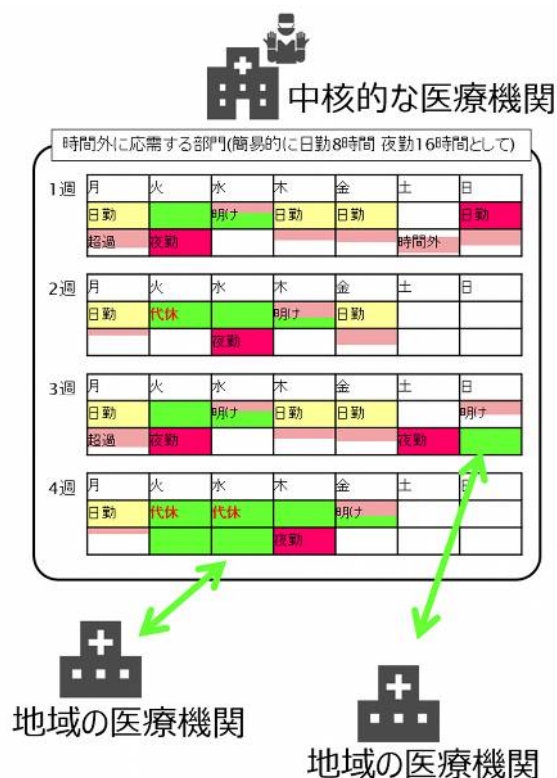 中核的な医療機関
時間外に応需する部門(簡易的に日勤8時間 夜勤16時間として)
1週 月 火 水 木 金 土 日
日勤 明け 日勤 日勤 日勤
超過 夜勤 時間外
2週 月 火 水 木 金 土 日
日勤 代休 明け 日勤
夜勤
3週 月 火 水 木 金 土 日
日勤 明け 日勤 日勤 明け
超過 夜勤 夜勤
4週 月 火 水 木 金 土 日
日勤 代休 代休 明け
夜勤
地域の医療機関
地域の医療機関